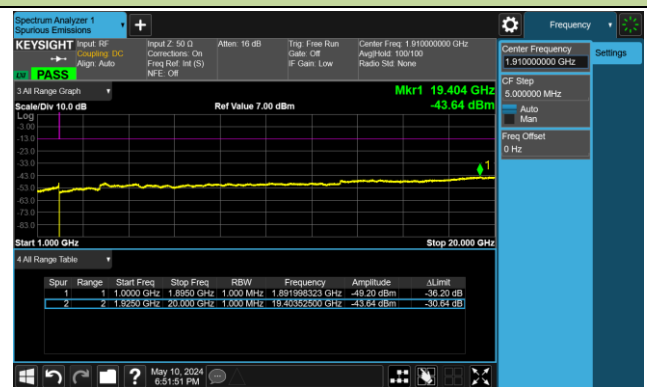 Spectrum Analyzer 1
Spurious Emissions
Frequency
KEYSIGHT
Input: RF
Coupling: DC
Align: Auto
Input Z: 50 Ω
Corrections: On
Freq Ref: Int (S)
NFE: Off
Atten: 16 dB
Trig: Free Run
Gate: Off
IF Gain: Low
Center Freq: 1.910000000 GHz
Avg|Hold: 100/100
Radio Std: None
PASS
Center Frequency
1.910000000 GHz
Settings
CF Step
5.000000 MHz
Auto
Man
Freq Offset
0 Hz
3 All Range Graph
Mkr1 19.404 GHz
Scale/Div 10.0 dB
Ref Value 7.00 dBm
-43.64 dBm
Log
-3.00
-13.0
-23.0
-33.0
-43.0
-53.0
-63.0
-73.0
-83.0
1
Start 1.000 GHz
Stop 20.000 GHz
4 All Range Table
Spur Range Start Freq Stop Freq RBW Frequency Amplitude ΔLimit
1 1 1.0000 GHz 1.8950 GHz 1.000 MHz 1.891998323 GHz -49.20 dBm -36.20 dB
2 2 1.9250 GHz 20.000 GHz 1.000 MHz 19.40352500 GHz -43.64 dBm -30.64 dB
May 10, 2024
6:51:51 PM